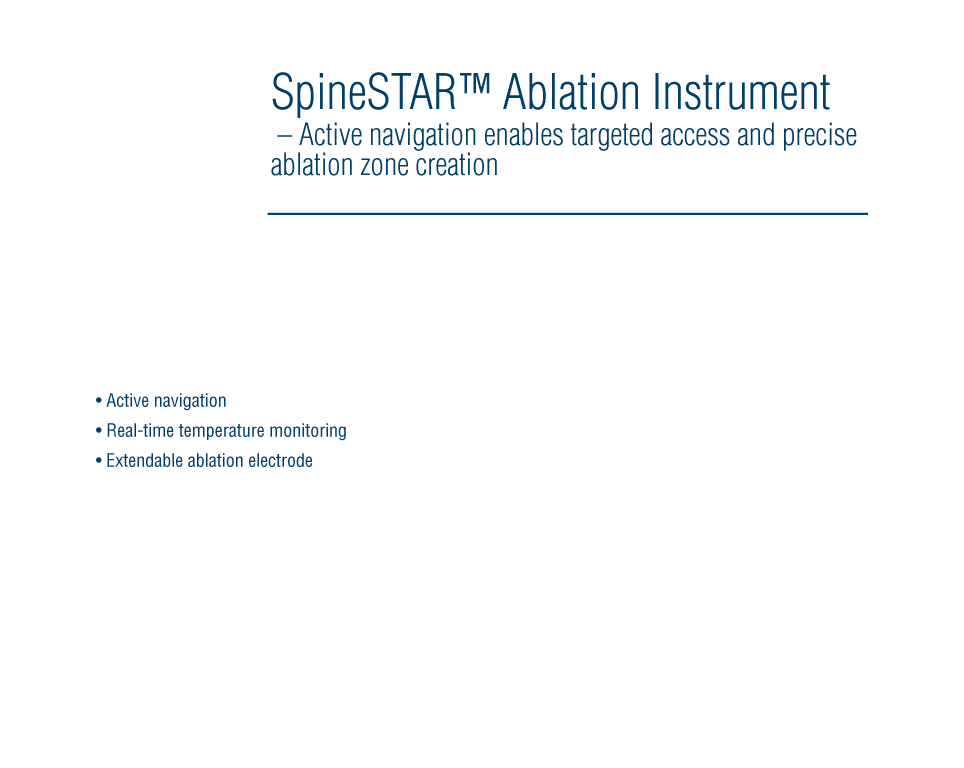 SpineSTAR™ Ablation Instrument
– Active navigation enables targeted access and precise
ablation zone creation
• Active navigation
• Real-time temperature monitoring
• Extendable ablation electrode